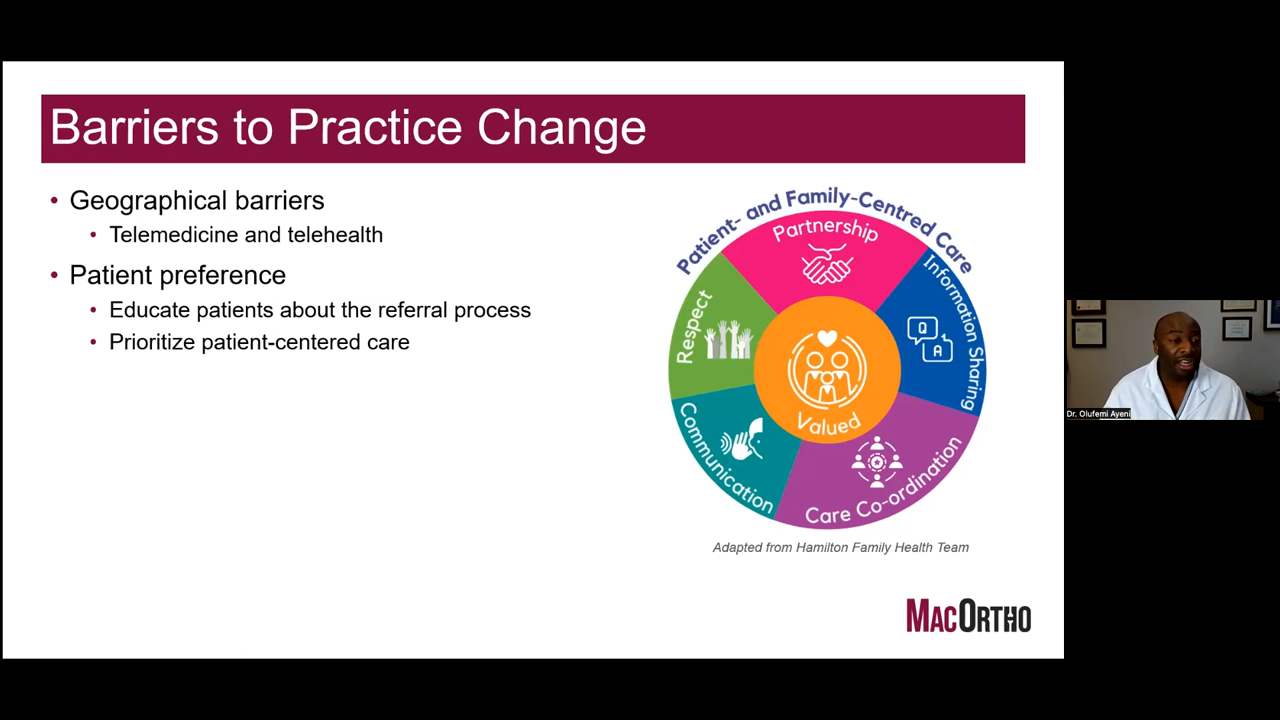 Barriers to Practice Change
• Geographical barriers
• Telemedicine and telehealth
• Patient preference
• Educate patients about the referral process
• Prioritize patient-centered care
Patient- and Family-Centred Care
Partnership
Information Sharing
Q
A
Care Co-ordination
Communication
Respect
Valued
Adapted from Hamilton Family Health Team
MACORTHO
Dr. Olufemi Ayeni